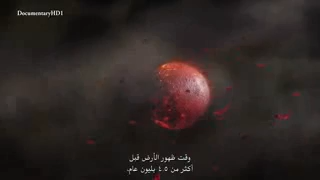 DocumentaryHD1
وقت ظهور الأرض قبل
أكثر من ٤.٥ بليون عام.